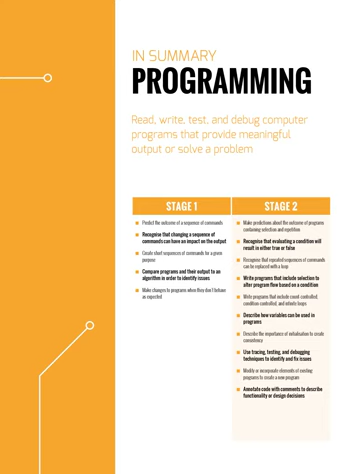 IN SUMMARY
PROGRAMMING
Read, write, test, and debug computer
programs that provide meaningful
output or solve a problem
STAGE 1
Predict the outcome of a sequence of commands
Recognise that changing a sequence of
commands can have an impact on the output
Create short sequences of commands for a given
purpose
Compare programs and their output to an
algorithm in order to identify issues
Make changes to programs when they don't behave
as expected
STAGE 2
Make predictions about the outcome of programs
containing selection and repetition
Recognise that evaluating a condition will
result in either true or false
Recognise that repeated sequences of commands
can be replaced with a loop
Write programs that include selection to
alter program flow based on a condition
Write programs that include count-controlled,
condition-controlled, and infinite loops
Describe how variables can be used in
programs
Describe the importance of initialisation to create
consistency
Use tracing, testing, and debugging
techniques to identify and fix issues
Modify or incorporate elements of existing
programs to create a new program
Annotate code with comments to describe
functionality or design decisions